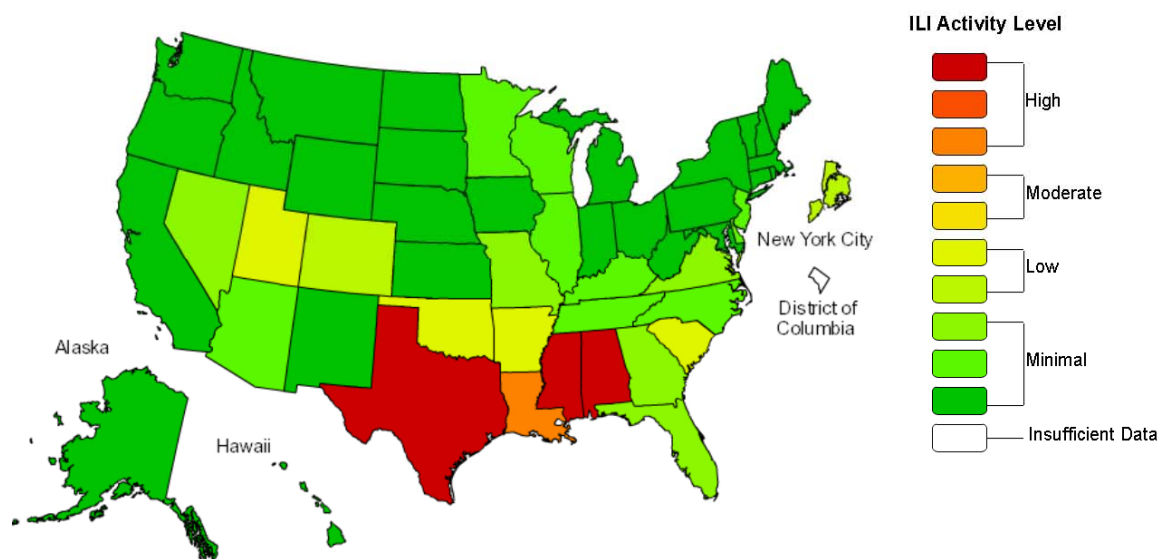 ILI Activity Level
High
Moderate
Low
Minimal
Insufficient Data
New York City
District of
Columbia
Alaska
Hawaii